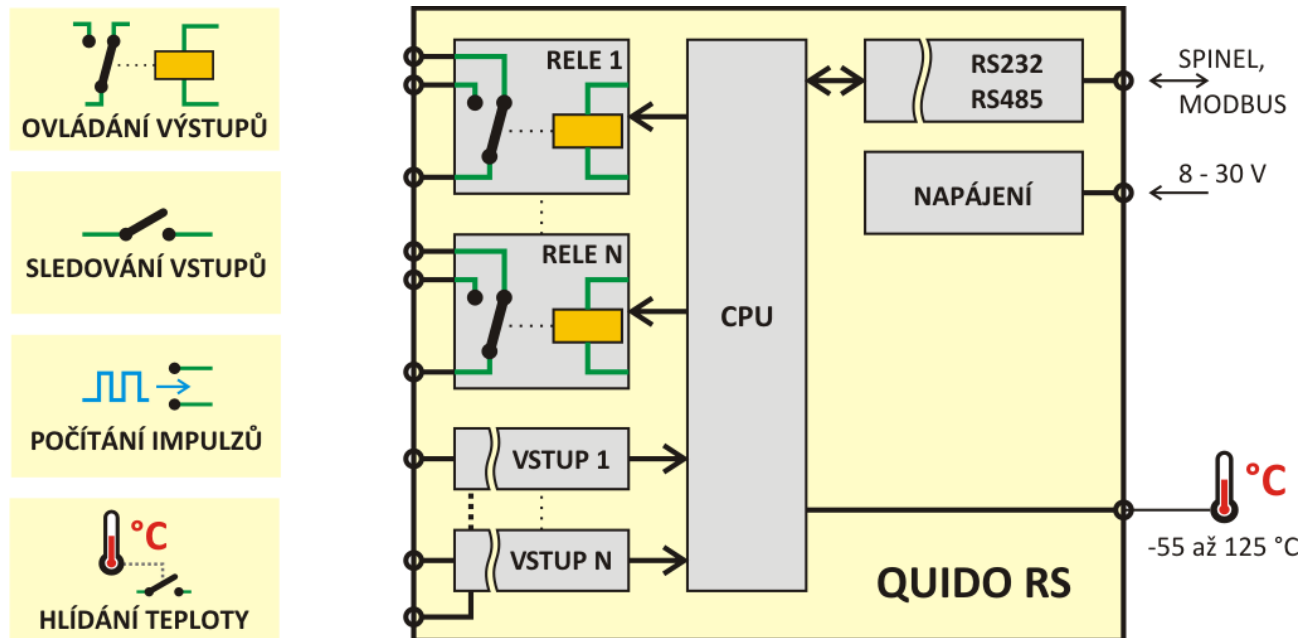 OVLÁDÁNÍ VÝSTUPŮ
SLEDOVÁNÍ VSTUPŮ
POČÍTÁNÍ IMPULZŮ
°C
HLÍDÁNÍ TEPLOTY
RELE 1
RELE N
VSTUP 1
VSTUP N
CPU
RS232
RS485
NAPÁJENÍ
SPINEL,
MODBUS
8 - 30 V
°C
-55 až 125 °C
QUIDO RS